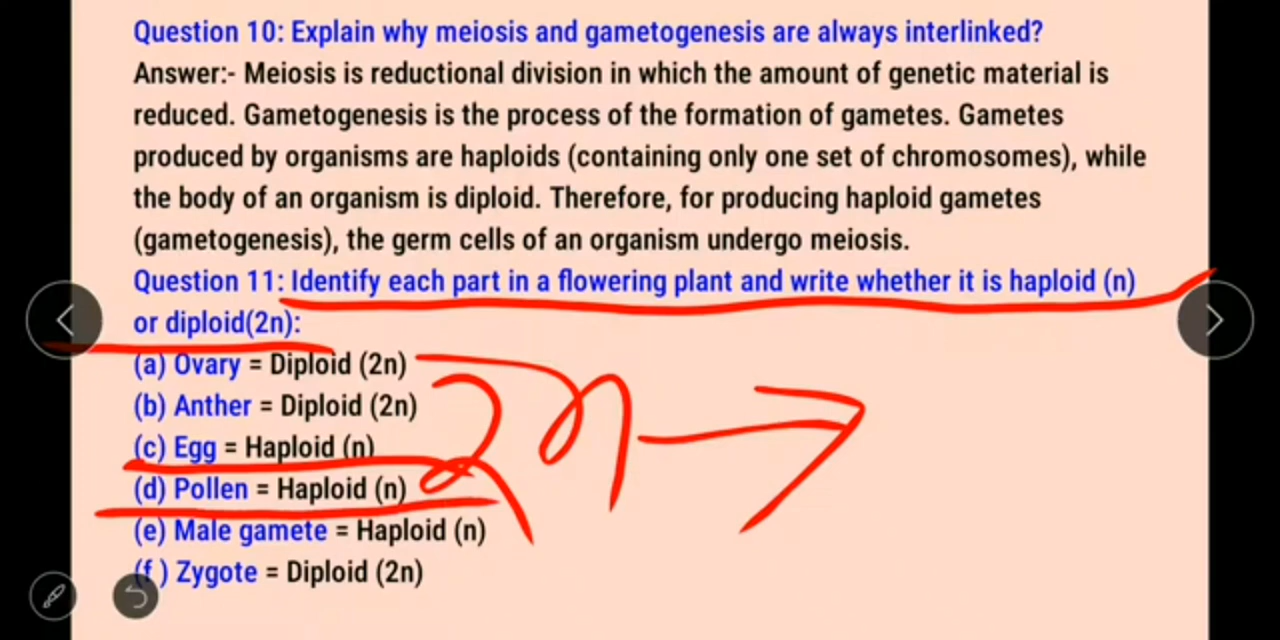 Question 10: Explain why meiosis and gametogenesis are always interlinked?
Answer:- Meiosis is reductional division in which the amount of genetic material is
reduced. Gametogenesis is the process of the formation of gametes. Gametes
produced by organisms are haploids (containing only one set of chromosomes), while
the body of an organism is diploid. Therefore, for producing haploid gametes
(gametogenesis), the germ cells of an organism undergo meiosis.
Question 11: Identify each part in a flowering plant and write whether it is haploid (n)
or diploid(2n):
(a) Ovary = Diploid (2n)
(b) Anther = Diploid (2n)
(c) Egg = Haploid (n)
(d) Pollen = Haploid (n)
(e) Male gamete = Haploid (n)
(f ) Zygote = Diploid (2n)
2n